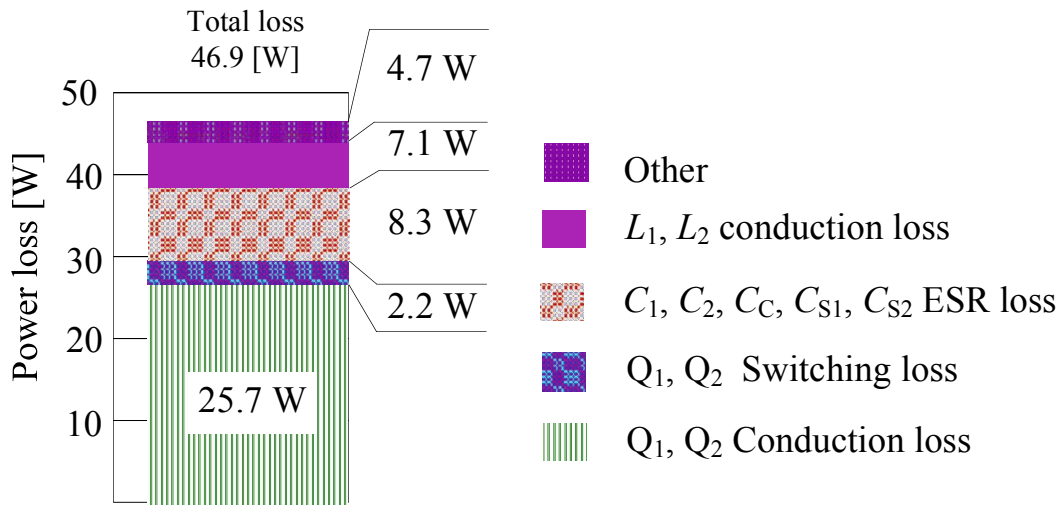 Total loss
46.9 [W]
4.7 W
50
7.1 W
40
8.3 W
30
2.2 W
20
25.7 W
10
Power loss [W]
Other
L1, L2 conduction loss
C1, C2, CC, CS1, CS2 ESR loss
Q1, Q2 Switching loss
Q1, Q2 Conduction loss